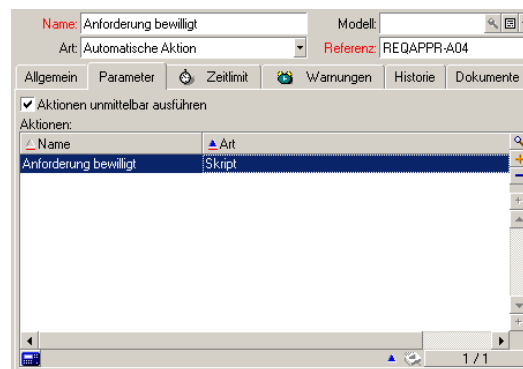 Name: Anforderung bewilligt Modell:
Art: Automatische Aktion Referenz: REQAPPR-A04
Allgemein Parameter Zeitlimit Warnungen Historie Dokumente
Aktionen unmittelbar ausführen
Aktionen:
Name Art
Anforderung bewilligt Skript
1 / 1